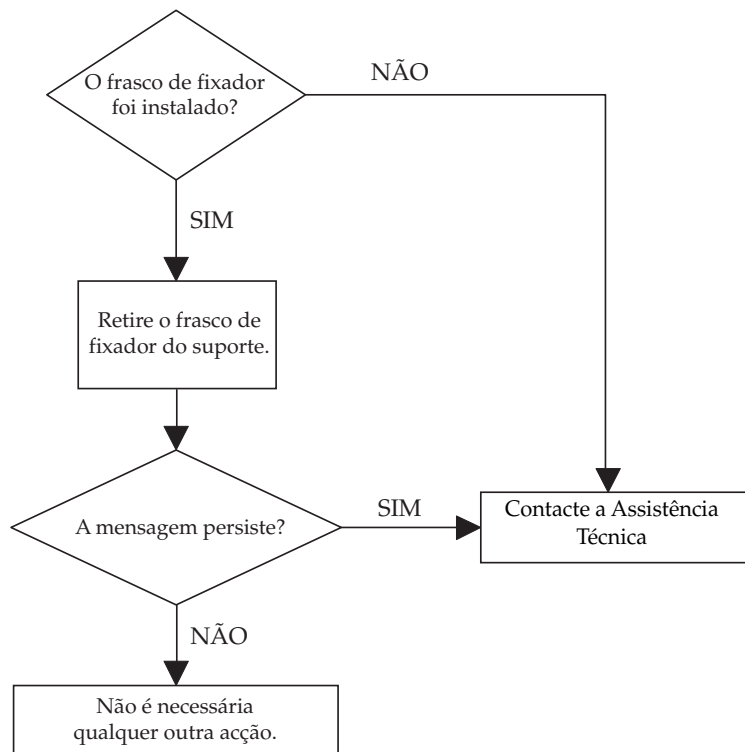 O frasco de fixador
foi instalado?
NÃO
SIM
Retire o frasco de
fixador do suporte.
A mensagem persiste?
SIM
Contacte a Assistência
Técnica
NÃO
Não é necessária
qualquer outra acção.